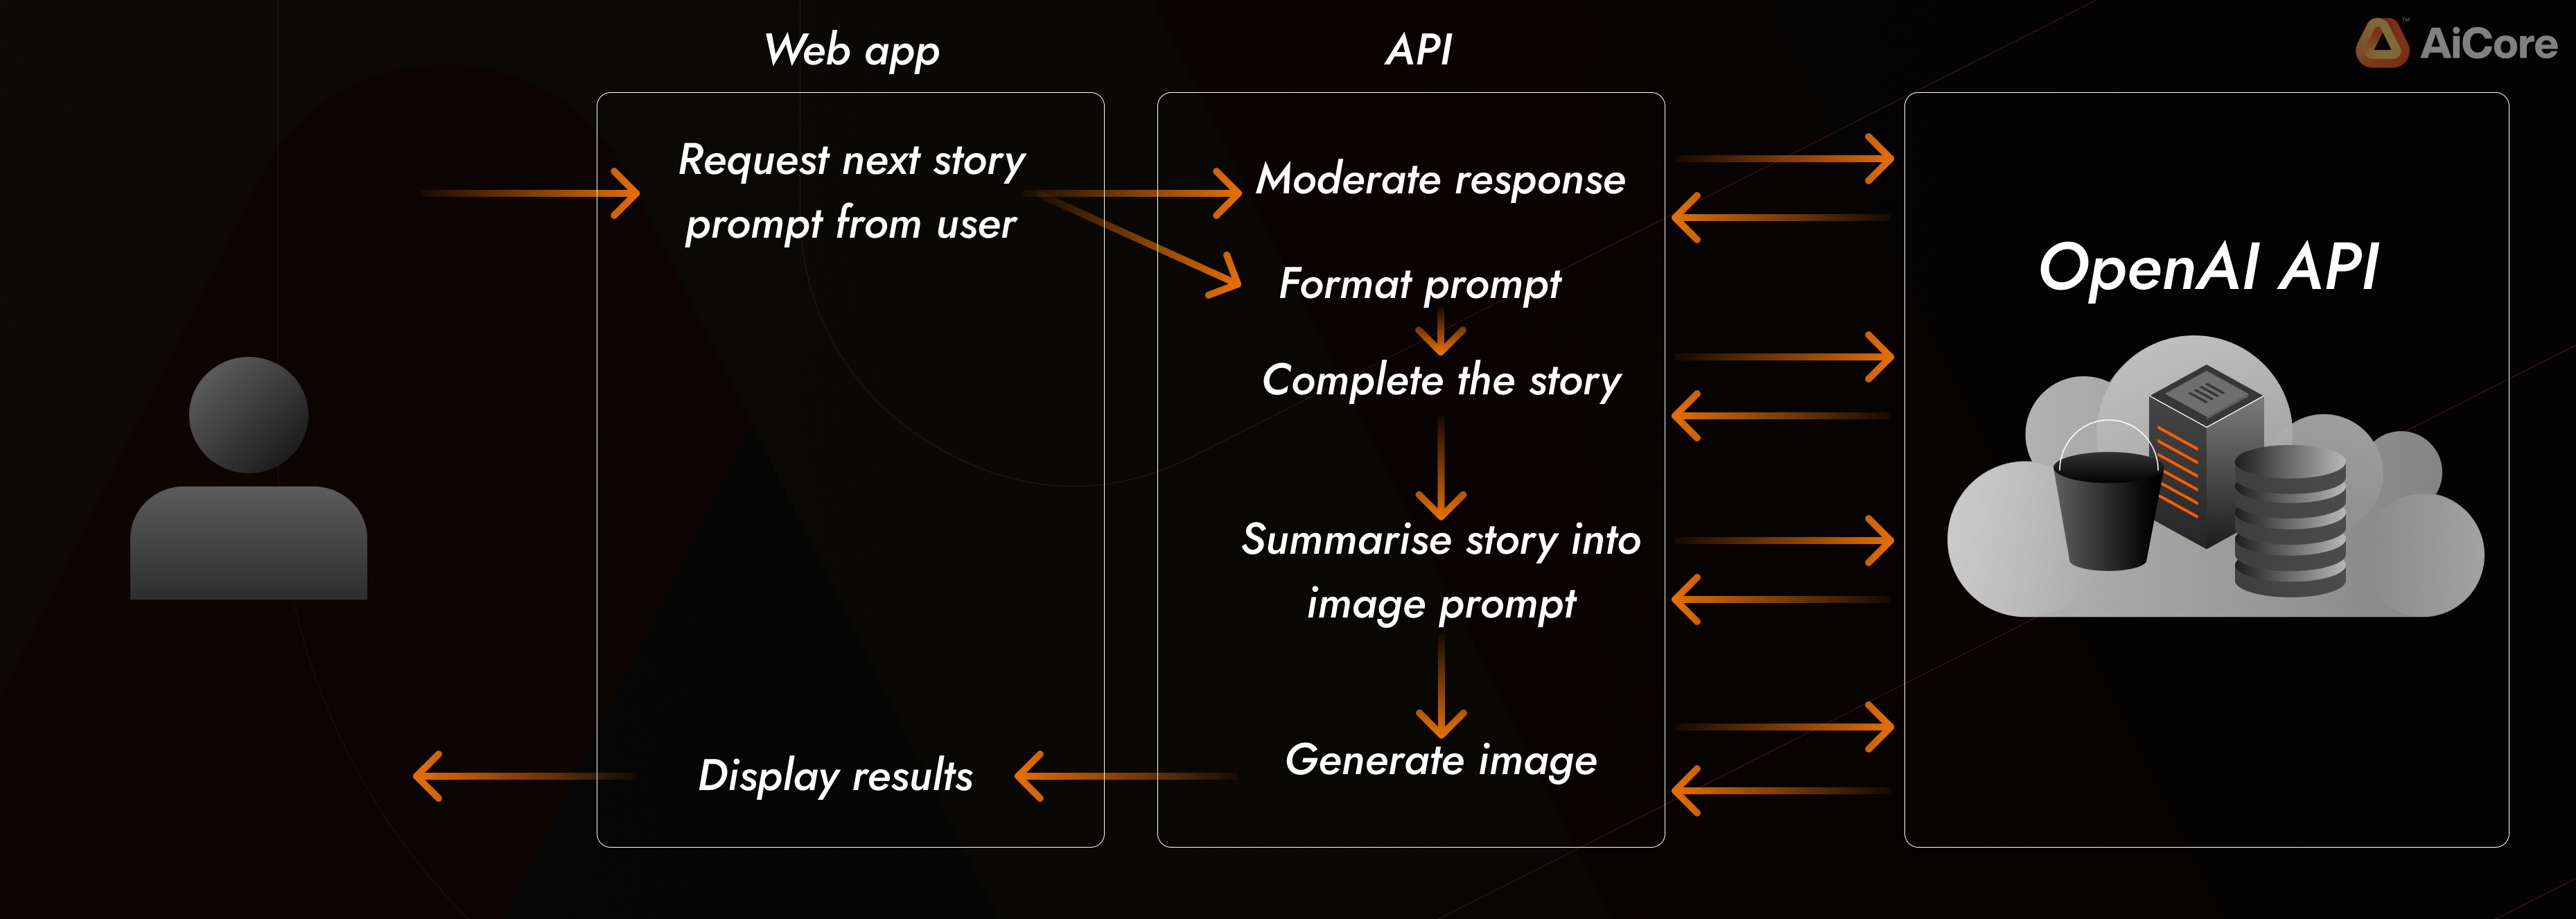 Web app
API
™
AiCore
Request next story
prompt from user
Moderate response
Format prompt
Complete the story
Summarise story into
image prompt
Generate image
Display results
OpenAI API